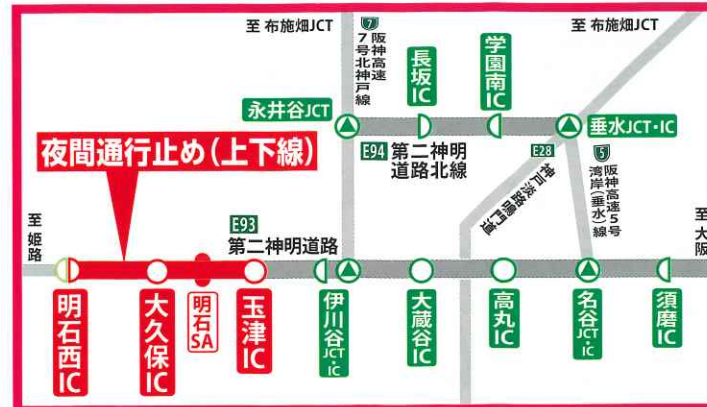 至 布施畑JCT
7
阪神高速
7号北神戸線
長坂IC
学園南IC
至 布施畑JCT
永井谷JCT
垂水JCT・IC
夜間通行止め（上下線）
E94 第二神明
道路北線
E28
神戸淡路鳴門道
5
阪神高速5号
湾岸（垂水）線
至 姫路
E93
第二神明道路
至 大阪
明石西IC
大久保IC
明石SA
玉津IC
伊川谷JCT・IC
大蔵谷IC
高丸IC
名谷JCT・IC
須磨IC